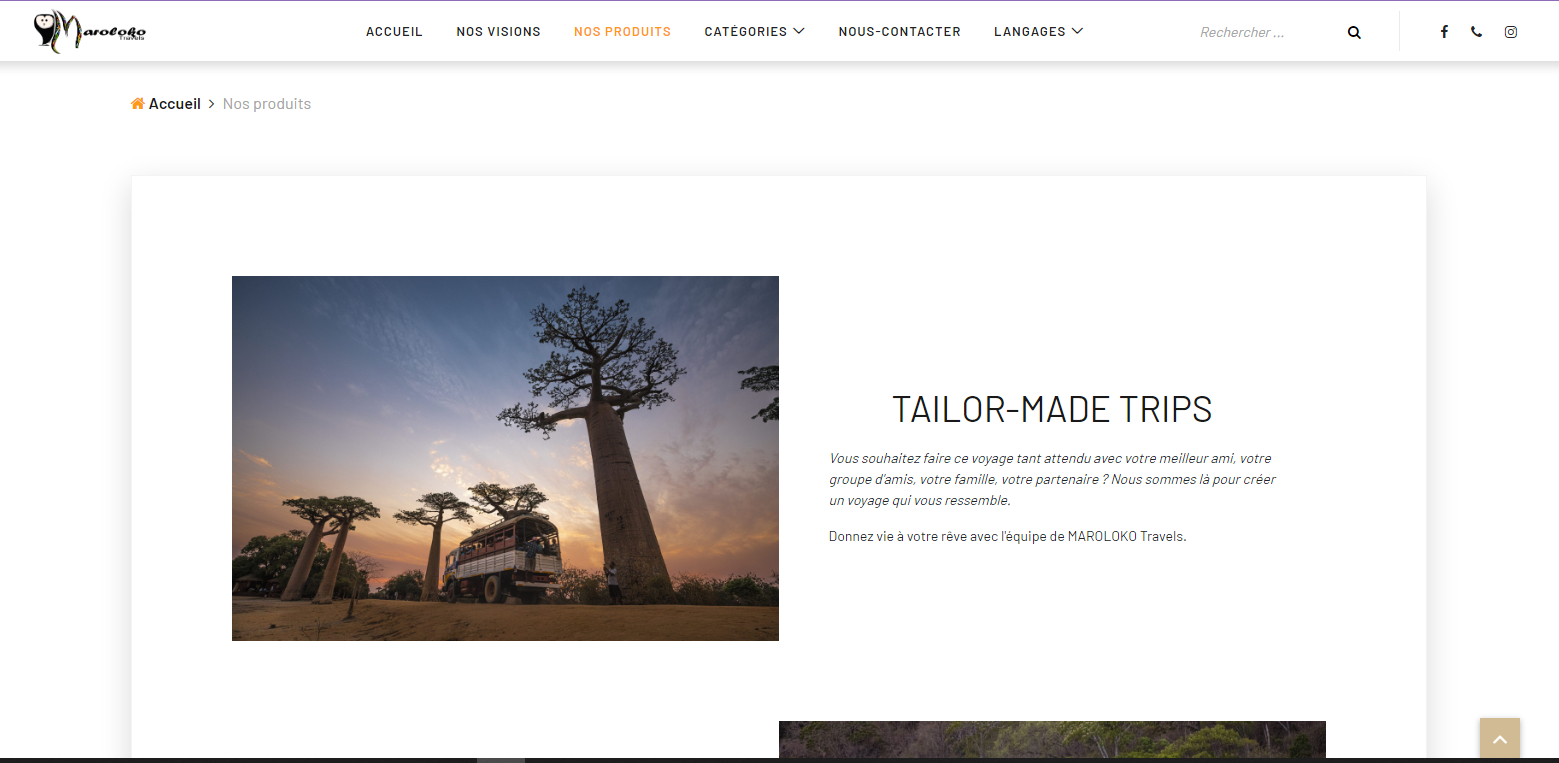 Maroloko
Travels
ACCUEIL
NOS VISIONS
NOS PRODUITS
CATÉGORIES
NOUS-CONTACTER
LANGAGES
Rechercher ...
Accueil > Nos produits
TAILOR-MADE TRIPS
Vous souhaitez faire ce voyage tant attendu avec votre meilleur ami, votre
groupe d'amis, votre famille, votre partenaire ? Nous sommes là pour créer
un voyage qui vous ressemble.
Donnez vie à votre rêve avec l'équipe de MAROLOKO Travels.